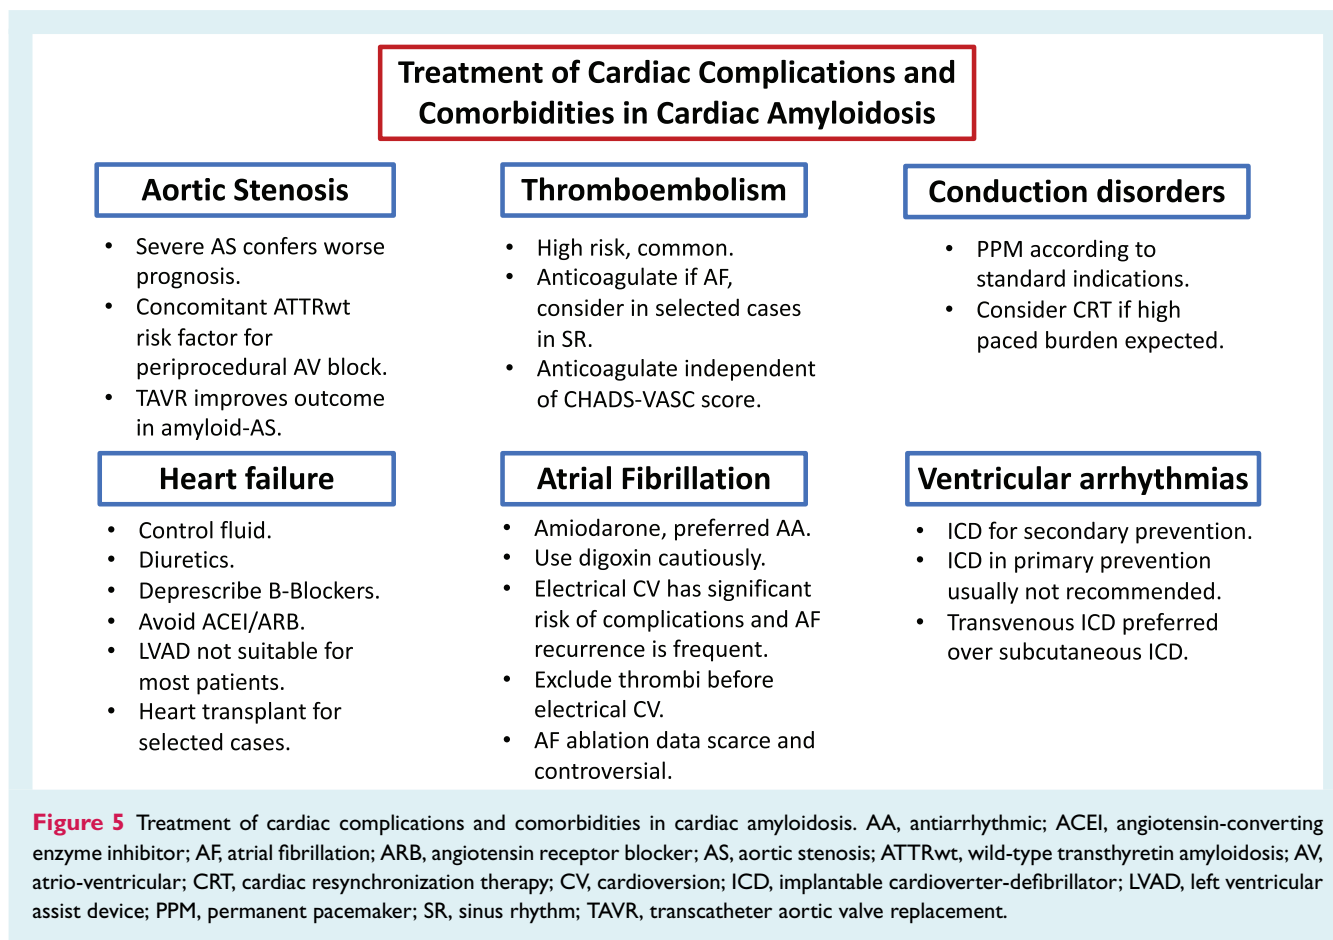 Treatment of Cardiac Complications and
Comorbidities in Cardiac Amyloidosis
Aortic Stenosis
• Severe AS confers worse
prognosis.
• Concomitant ATTRwt
risk factor for
periprocedural AV block.
• TAVR improves outcome
in amyloid-AS.
Thromboembolism
• High risk, common.
• Anticoagulate if AF,
consider in selected cases
in SR.
• Anticoagulate independent
of CHADS-VASC score.
Conduction disorders
• PPM according to
standard indications.
• Consider CRT if high
paced burden expected.
Heart failure
• Control fluid.
• Diuretics.
• Deprescribe B-Blockers.
• Avoid ACEI/ARB.
• LVAD not suitable for
most patients.
• Heart transplant for
selected cases.
Atrial Fibrillation
• Amiodarone, preferred AA.
• Use digoxin cautiously.
• Electrical CV has significant
risk of complications and AF
recurrence is frequent.
• Exclude thrombi before
electrical CV.
• AF ablation data scarce and
controversial.
Ventricular arrhythmias
• ICD for secondary prevention.
• ICD in primary prevention
usually not recommended.
• Transvenous ICD preferred
over subcutaneous ICD.
Figure 5 Treatment of cardiac complications and comorbidities in cardiac amyloidosis. AA, antiarrhythmic; ACEI, angiotensin-converting
enzyme inhibitor; AF, atrial fibrillation; ARB, angiotensin receptor blocker; AS, aortic stenosis; ATTRwt, wild-type transthyretin amyloidosis; AV,
atrio-ventricular; CRT, cardiac resynchronization therapy; CV, cardioversion; ICD, implantable cardioverter-defibrillator; LVAD, left ventricular
assist device; PPM, permanent pacemaker; SR, sinus rhythm; TAVR, transcatheter aortic valve replacement.